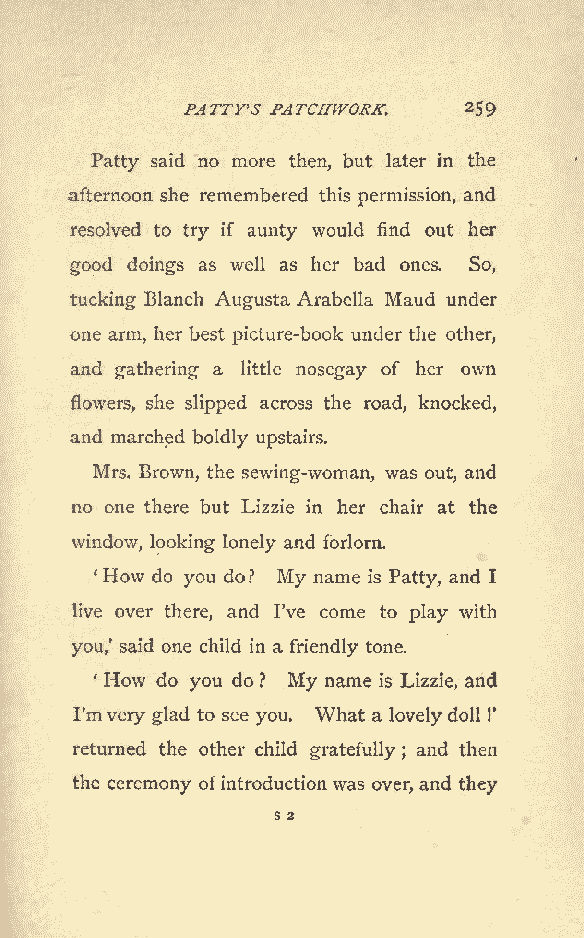 PATTY'S PATCHWORK. 259
Patty said no more then, but later in the
afternoon she remembered this permission, and
resolved to try if aunty would find out her
good doings as well as her bad ones. So,
tucking Blanch Augusta Arabella Maud under
one arm, her best picture-book under the other,
and gathering a little nosegay of her own
flowers, she slipped across the road, knocked,
and marched boldly upstairs.
Mrs. Brown, the sewing-woman, was out, and
no one there but Lizzie in her chair at the
window, looking lonely and forlorn.
'How do you do? My name is Patty, and I
live over there, and I've come to play with
you,' said one child in a friendly tone.
'How do you do? My name is Lizzie, and
I'm very glad to see you. What a lovely doll!'
returned the other child gratefully; and then
the ceremony of introduction was over, and they
S 2